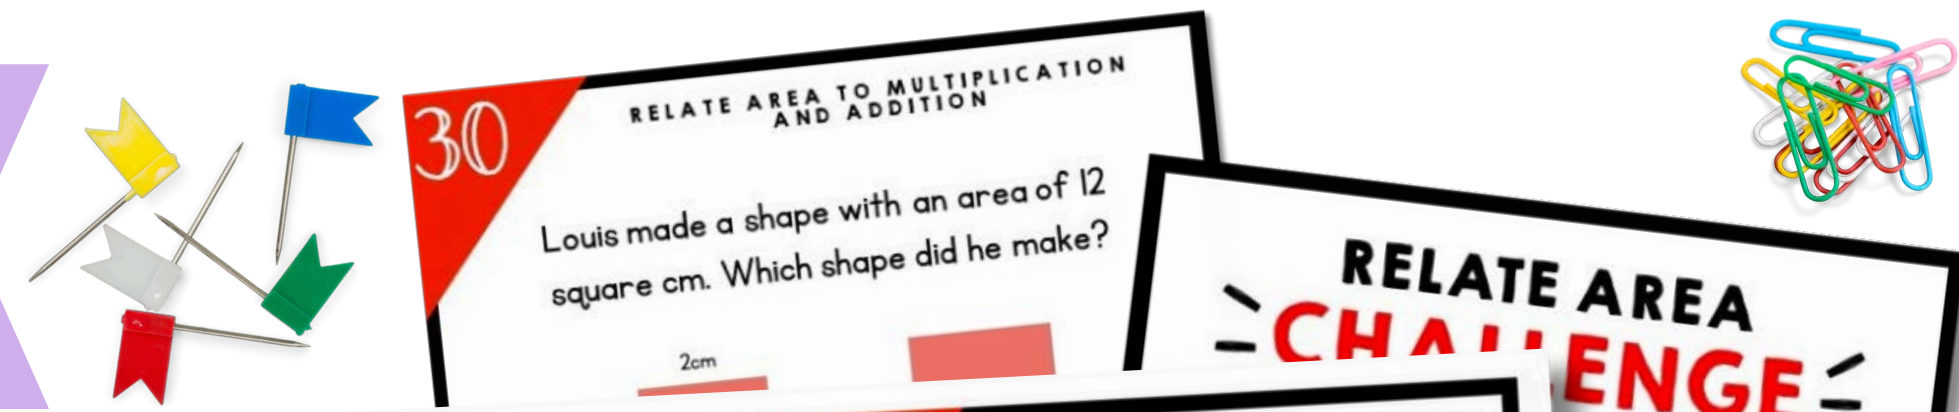 30
RELATE AREA TO MULTIPLICATION
AND ADDITION
Louis made a shape with an area of 12
square cm. Which shape did he make?
2cm
RELATE AREA
CHALLENGE